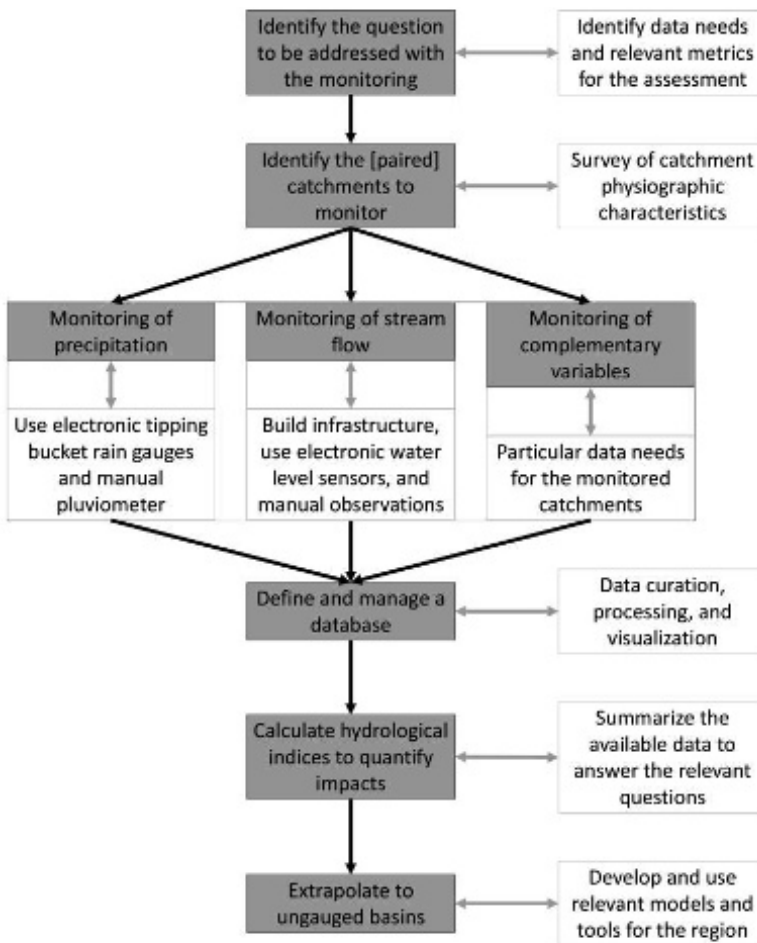 Identify the question
to be addressed with
the monitoring
Identify data needs
and relevant metrics
for the assessment
Identify the [paired]
catchments to
monitor
Survey of catchment
physiographic
characteristics
Monitoring of
precipitation
Monitoring of stream
flow
Monitoring of
complementary
variables
Use electronic tipping
bucket rain gauges
and manual
pluviometer
Build infrastructure,
use electronic water
level sensors, and
manual observations
Particular data needs
for the monitored
catchments
Define and manage a
database
Data curation,
processing, and
visualization
Calculate hydrological
indices to quantify
impacts
Summarize the
available data to
answer the relevant
questions
Extrapolate to
ungauged basins
Develop and use
relevant models and
tools for the region